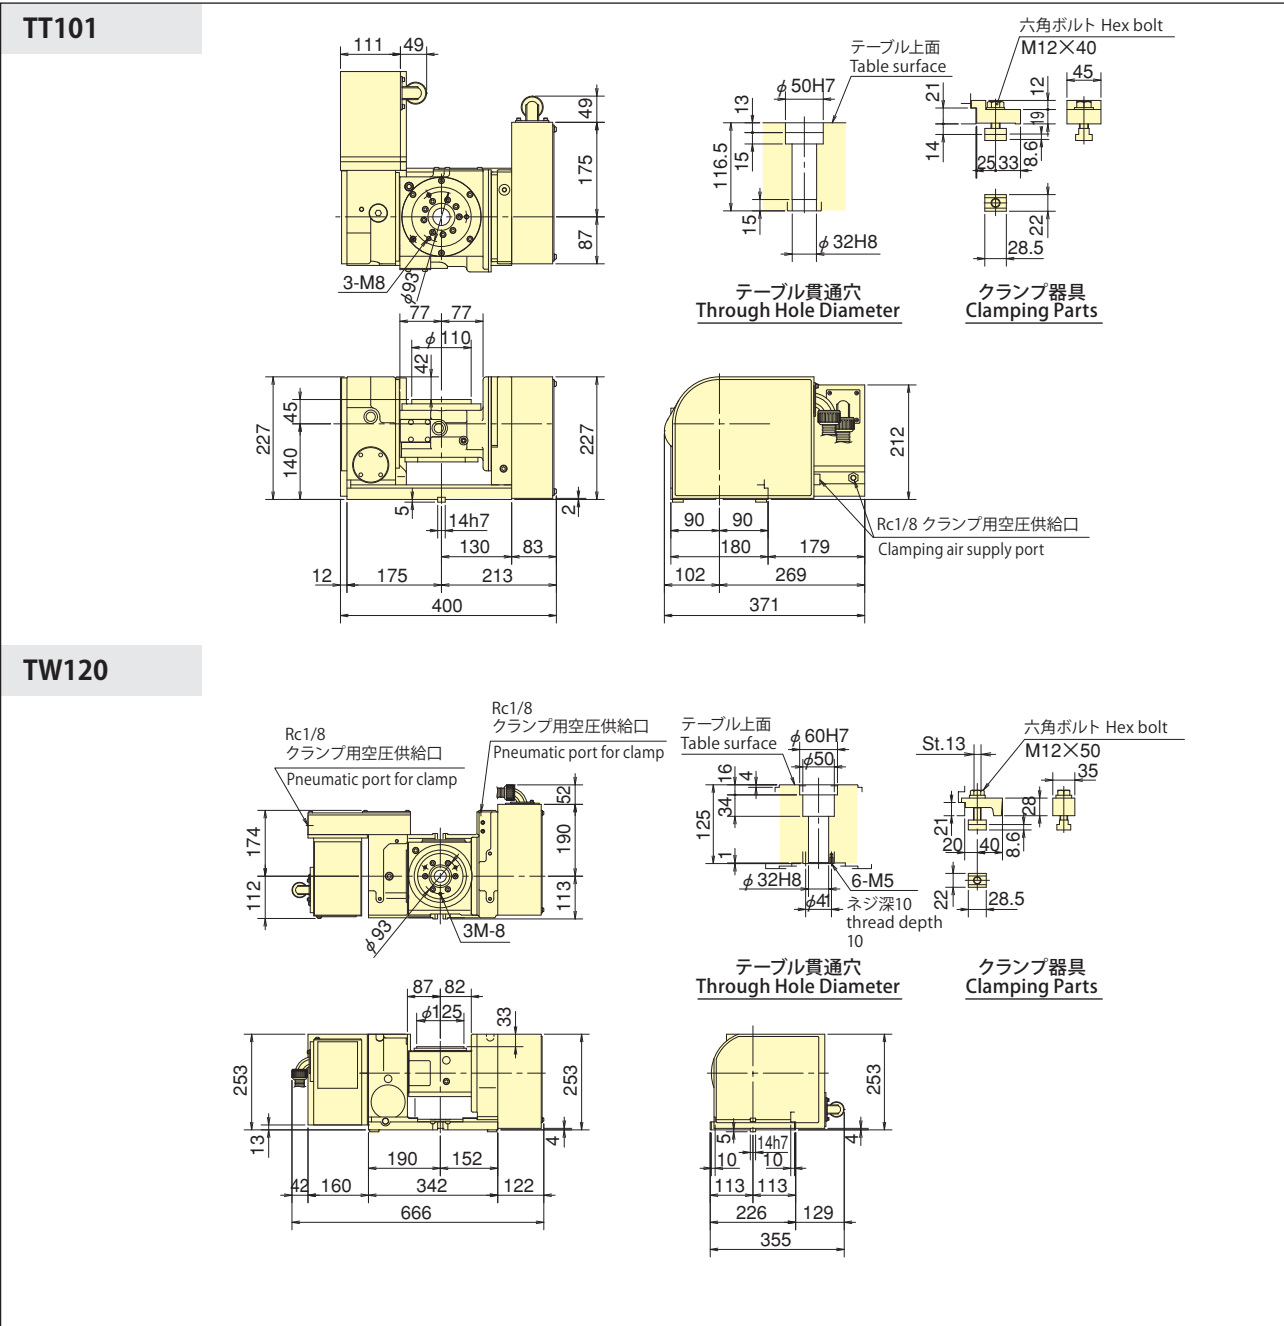 TT101
111
49
49
175
87
3-M8
φ93
テーブル上面
Table surface
φ50H7
13
15
116.5
15
φ32H8
テーブル貫通穴
Through Hole Diameter
六角ボルト Hex bolt
M12×40
21
14
12
19
8.6
25
33
45
22
28.5
クランプ器具
Clamping Parts
77
77
φ110
42
45
140
227
227
5
14h7
2
130
83
12
175
213
400
212
90
90
180
179
102
269
371
Rc1/8 クランプ用空圧供給口
Clamping air supply port
TW120
Rc1/8
クランプ用空圧供給口
Pneumatic port for clamp
Rc1/8
クランプ用空圧供給口
Pneumatic port for clamp
174
112
52
190
113
φ93
3M-8
テーブル上面
Table surface
φ60H7
φ50
16
4
34
125
1
φ32H8
φ41
6-M5
ネジ深10
thread depth
10
テーブル貫通穴
Through Hole Diameter
六角ボルト Hex bolt
M12×50
St.13
35
28
21
20
40
8.6
22
28.5
クランプ器具
Clamping Parts
87
82
φ125
33
253
253
13
4
190
152
42
160
342
122
666
253
5
14h7
4
10
10
113
113
226
129
355